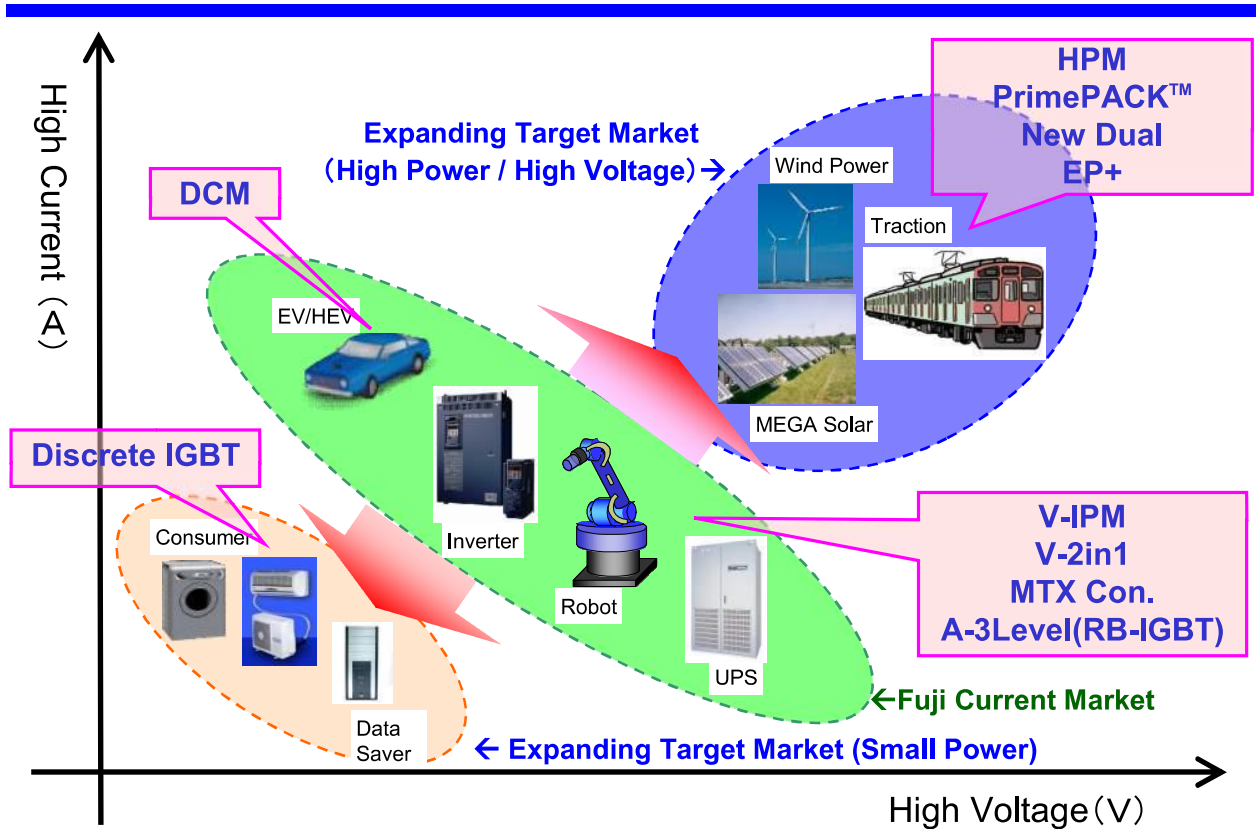 HPM
PrimePACK™
New Dual
EP+
Expanding Target Market
(High Power / High Voltage)→
Wind Power
DCM
Traction
High Current (A)
EV/HEV
MEGA Solar
Discrete IGBT
Consumer
Inverter
V-IPM
V-2in1
MTX Con.
A-3Level(RB-IGBT)
Robot
UPS
←Fuji Current Market
Data
Saver
← Expanding Target Market (Small Power)
High Voltage(V)